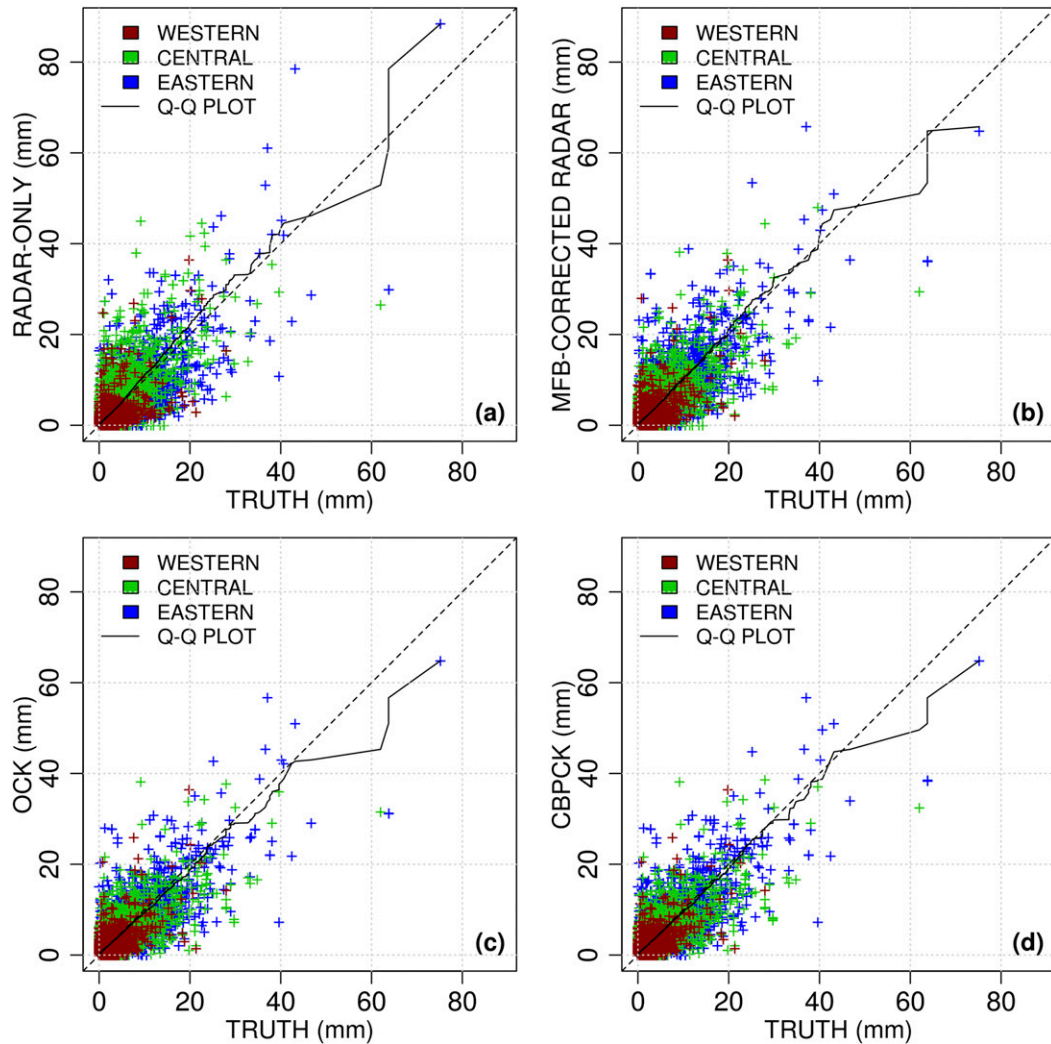 WESTERN
CENTRAL
EASTERN
Q-Q PLOT
RADAR-ONLY (mm)
0 20 40 60 80
0 20 40 60 80
TRUTH (mm)
(a)
WESTERN
CENTRAL
EASTERN
Q-Q PLOT
MFB-CORRECTED RADAR (mm)
0 20 40 60 80
0 20 40 60 80
TRUTH (mm)
(b)
WESTERN
CENTRAL
EASTERN
Q-Q PLOT
OCK (mm)
0 20 40 60 80
0 20 40 60 80
TRUTH (mm)
(c)
WESTERN
CENTRAL
EASTERN
Q-Q PLOT
CBPCK (mm)
0 20 40 60 80
0 20 40 60 80
TRUTH (mm)
(d)